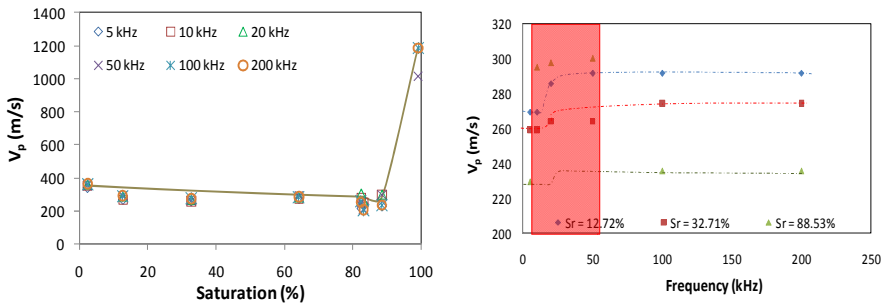 5 kHz
10 kHz
20 kHz
50 kHz
100 kHz
200 kHz
Vp (m/s)
1400
1200
1000
800
600
400
200
0
0
20
40
60
80
100
Saturation (%)
Vp (m/s)
320
300
280
260
240
220
200
Sr = 12.72%
Sr = 32.71%
Sr = 88.53%
0
50
100
150
200
250
Frequency (kHz)